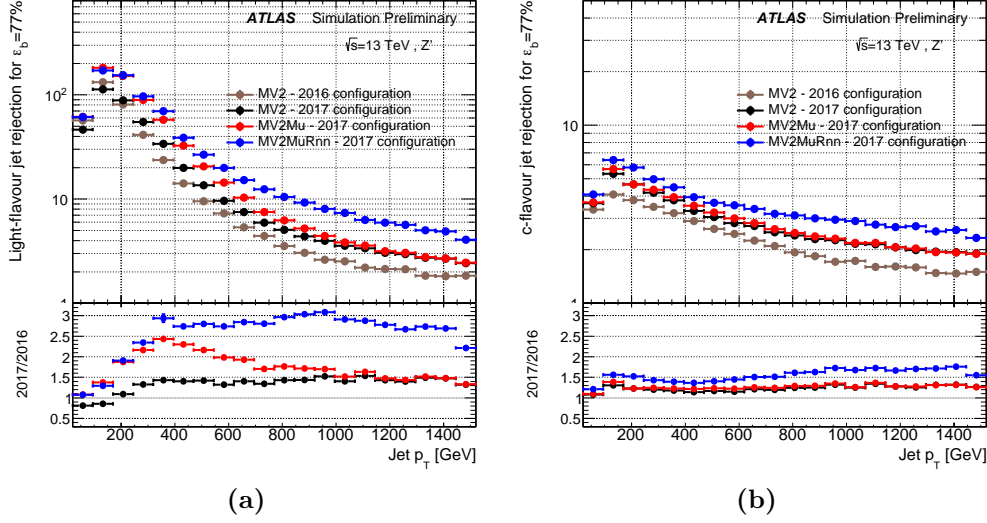 ATLAS Simulation Preliminary
√s=13 TeV , Z'
MV2 - 2016 configuration
MV2 - 2017 configuration
MV2Mu - 2017 configuration
MV2MuRnn - 2017 configuration
Light-flavour jet rejection for ε_b=77%
10²
10
1
2017/2016
3
2.5
2
1.5
1
0.5
200 400 600 800 1000 1200 1400
Jet p_T [GeV]
(a)
ATLAS Simulation Preliminary
√s=13 TeV , Z'
MV2 - 2016 configuration
MV2 - 2017 configuration
MV2Mu - 2017 configuration
MV2MuRnn - 2017 configuration
c-flavour jet rejection for ε_b=77%
10
1
2017/2016
3
2.5
2
1.5
1
0.5
200 400 600 800 1000 1200 1400
Jet p_T [GeV]
(b)